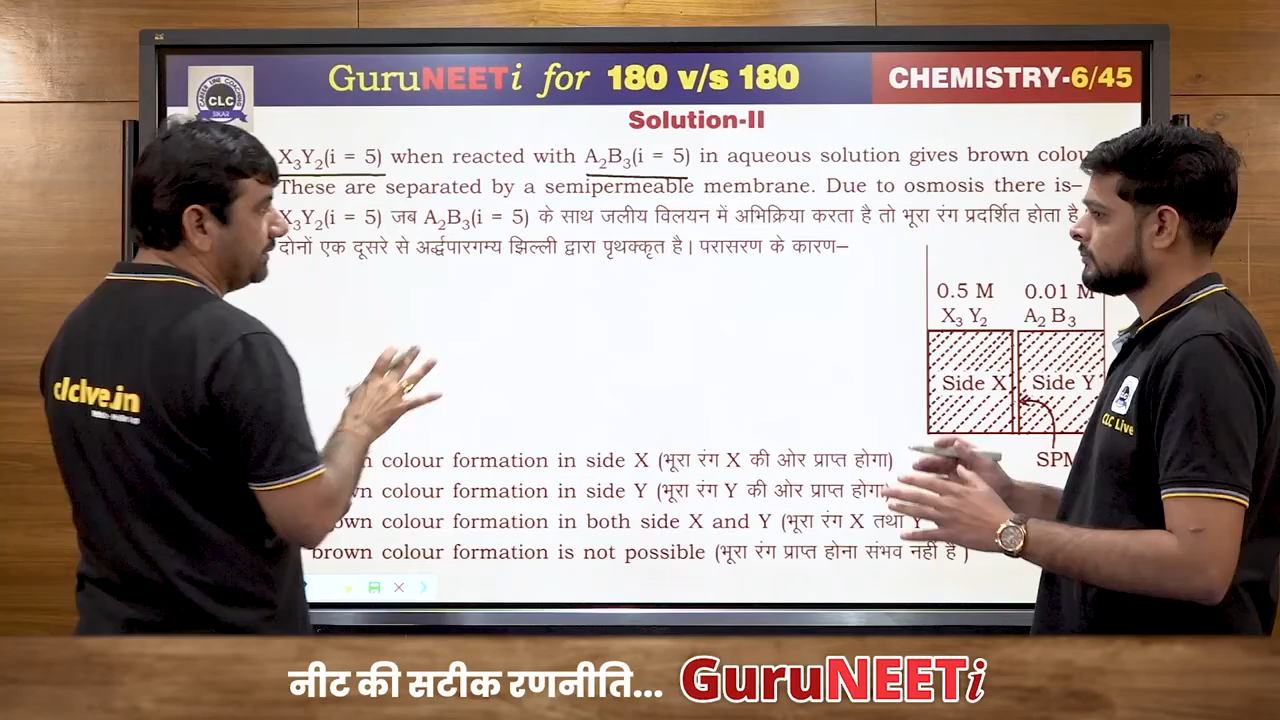 GuruNEETi for 180 v/s 180
CHEMISTRY-6/45
CLC
SIKAR
Solution-II
X₃Y₂(i = 5) when reacted with A₂B₃(i = 5) in aqueous solution gives brown
These are separated by a semipermeable membrane. Due to osmosis there is–
X₃Y₂(i = 5) जब A₂B₃(i = 5) के साथ जलीय विलयन में अभिक्रिया करता है तो भूरा रंग प्रदर्शित होता है
दोनों एक दूसरे से अर्द्धपारगम्य झिल्ली द्वारा पृथक्कृत है। परासरण के कारण–
0.5 M 0.01 M
X₃ Y₂ A₂ B₃
Side X Side Y
SPM
colour formation in side X (भूरा रंग X की ओर प्राप्त होगा)
colour formation in side Y (भूरा रंग Y की ओर प्राप्त होगा
colour formation in both side X and Y (भूरा रंग X तथा Y
brown colour formation is not possible (भूरा रंग प्राप्त होना संभव नहीं है )
clclive.in
CLC Live
नीट की सटीक रणनीति... GuruNEETi